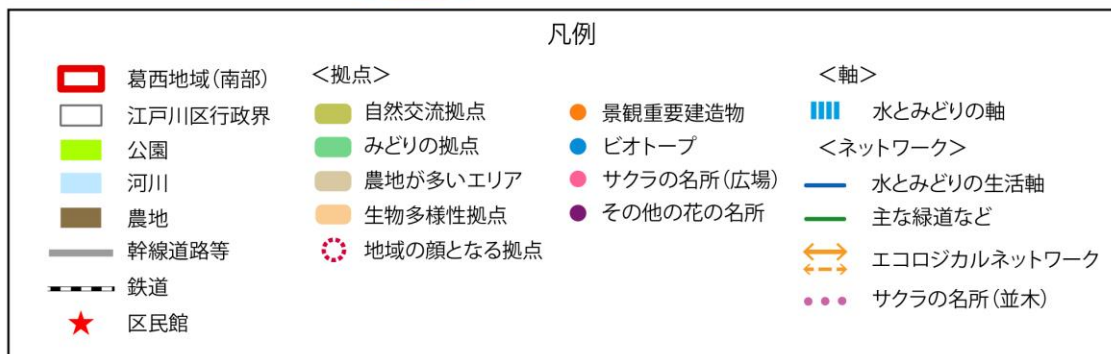 凡例
葛西地域(南部)
江戸川区行政界
公園
河川
農地
幹線道路等
鉄道
区民館
<拠点>
自然交流拠点
みどりの拠点
農地が多いエリア
生物多様性拠点
地域の顔となる拠点
景観重要建造物
ビオトープ
サクラの名所(広場)
その他の花の名所
<軸>
水とみどりの軸
<ネットワーク>
水とみどりの生活軸
主な緑道など
エコロジカルネットワーク
サクラの名所(並木)